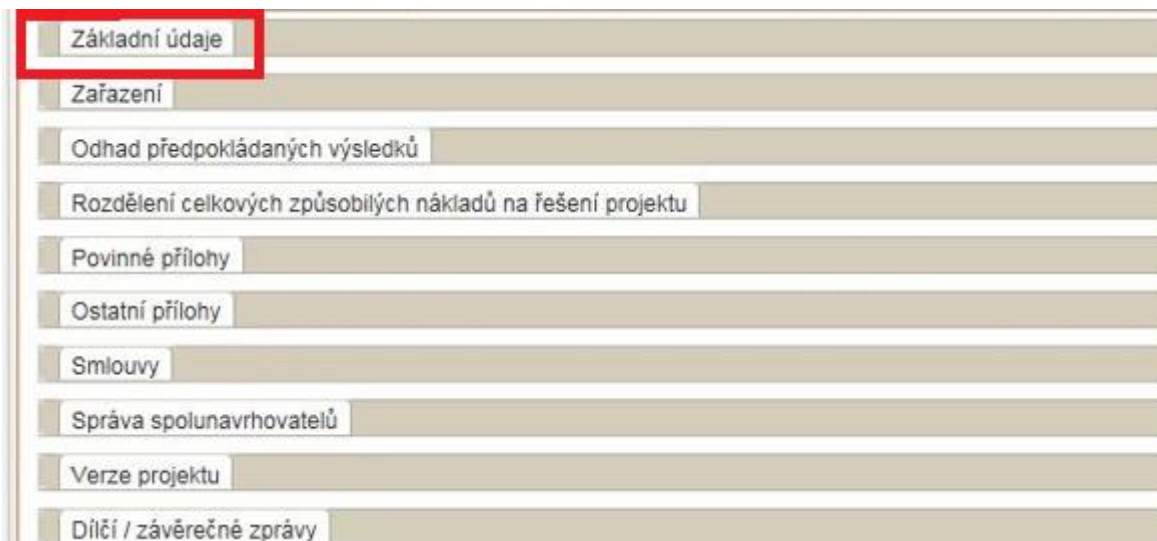 Základní údaje
Zařazení
Odhad předpokládaných výsledků
Rozdělení celkových způsobilých nákladů na řešení projektu
Povinné přílohy
Ostatní přílohy
Smlouvy
Správa spolunavrhovatelů
Verze projektu
Dílčí / závěrečné zprávy